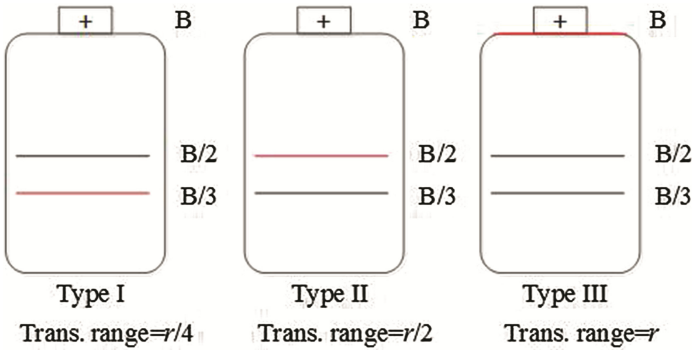 + B + B + B
B/2 B/2 B/2
B/3 B/3 B/3
Type I Type II Type III
Trans. range=r/4 Trans. range=r/2 Trans. range=r